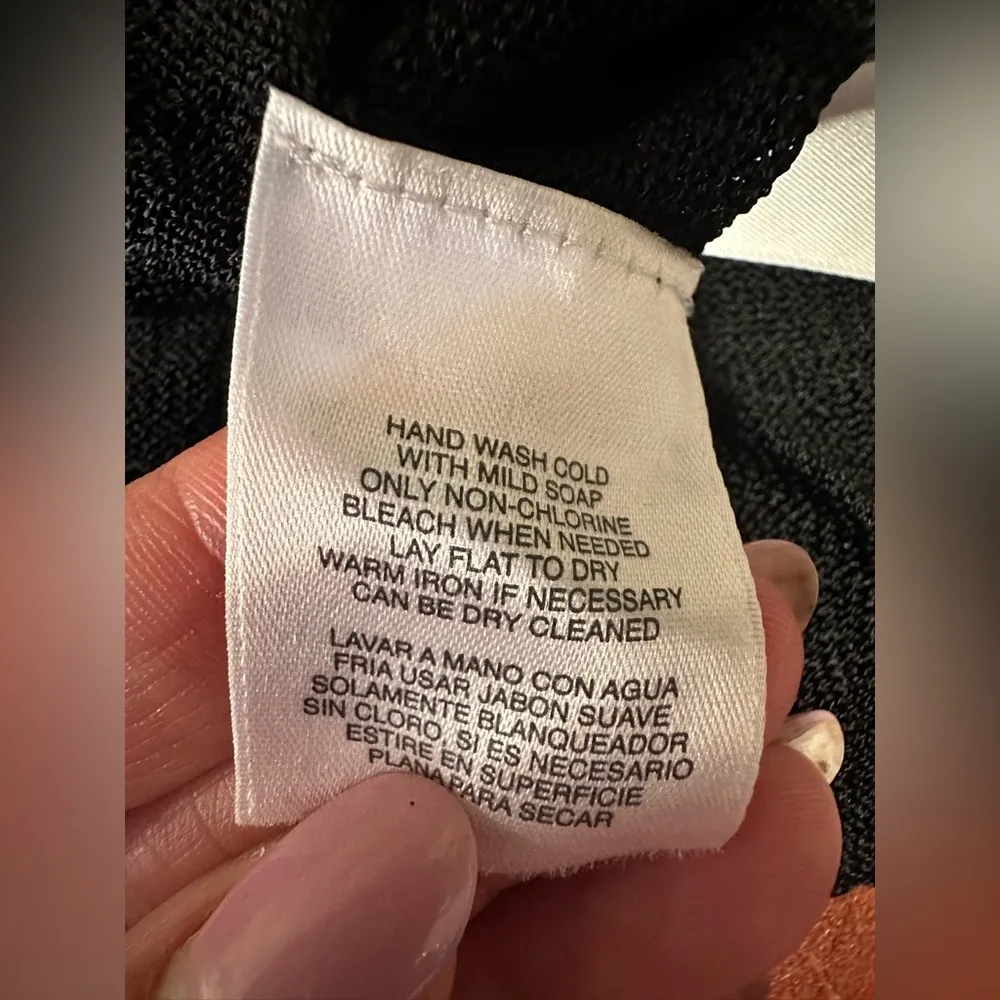 HAND WASH COLD
WITH MILD SOAP
ONLY NON-CHLORINE
BLEACH WHEN NEEDED
LAY FLAT TO DRY
WARM IRON IF NECESSARY
CAN BE DRY CLEANED
LAVAR A MANO CON AGUA
FRIA USAR JABON SUAVE
SOLAMENTE BLANQUEADOR
SIN CLORO, SI ES NECESARIO
ESTIRE EN SUPERFICIE
PLANA PARA SECAR